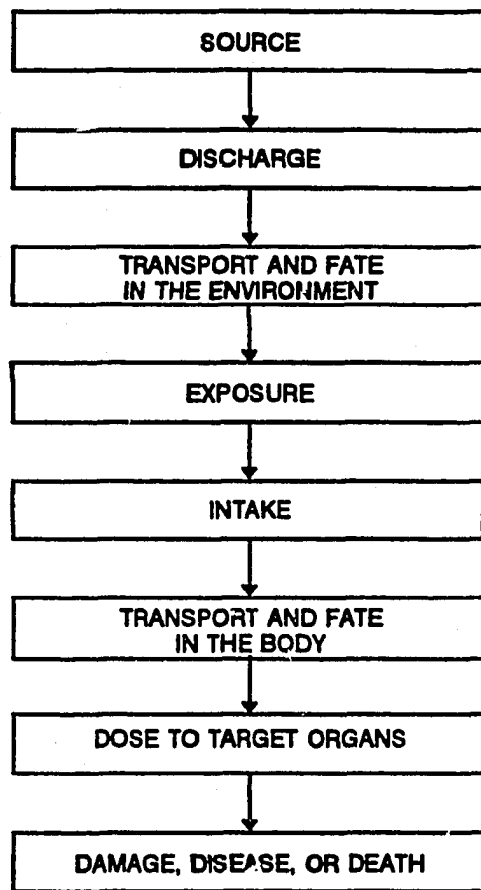 SOURCE
DISCHARGE
TRANSPORT AND FATE
IN THE ENVIRONMENT
EXPOSURE
INTAKE
TRANSPORT AND FATE
IN THE BODY
DOSE TO TARGET ORGANS
DAMAGE, DISEASE, OR DEATH